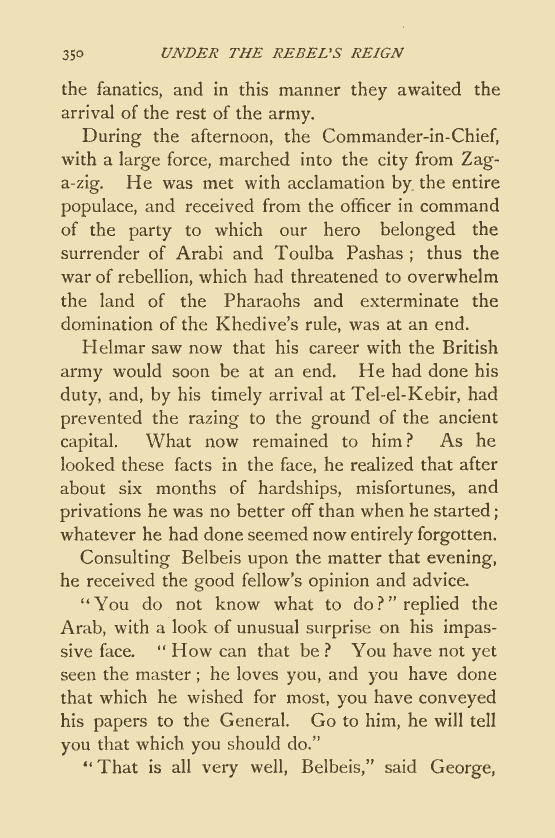 350 UNDER THE REBEL'S REIGN
the fanatics, and in this manner they awaited the
arrival of the rest of the army.
During the afternoon, the Commander-in-Chief,
with a large force, marched into the city from Zag-
a-zig. He was met with acclamation by the entire
populace, and received from the officer in command
of the party to which our hero belonged the
surrender of Arabi and Toulba Pashas ; thus the
war of rebellion, which had threatened to overwhelm
the land of the Pharaohs and exterminate the
domination of the Khedive's rule, was at an end.
Helmar saw now that his career with the British
army would soon be at an end. He had done his
duty, and, by his timely arrival at Tel-el-Kebir, had
prevented the razing to the ground of the ancient
capital. What now remained to him? As he
looked these facts in the face, he realized that after
about six months of hardships, misfortunes, and
privations he was no better off than when he started ;
whatever he had done seemed now entirely forgotten.
Consulting Belbeis upon the matter that evening,
he received the good fellow's opinion and advice.
"You do not know what to do?" replied the
Arab, with a look of unusual surprise on his impas-
sive face. "How can that be? You have not yet
seen the master ; he loves you, and you have done
that which he wished for most, you have conveyed
his papers to the General. Go to him, he will tell
you that which you should do."
"That is all very well, Belbeis," said George,